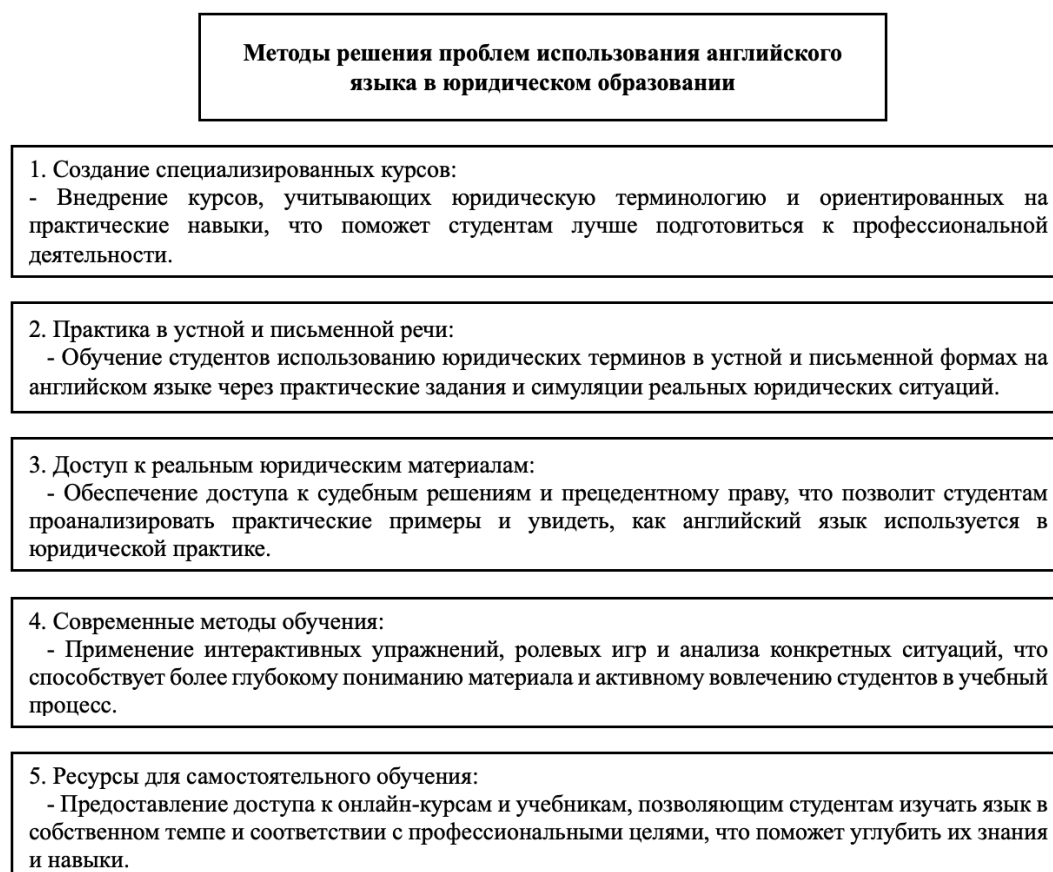 Методы решения проблем использования английского
языка в юридическом образовании
1. Создание специализированных курсов:
- Внедрение курсов, учитывающих юридическую терминологию и ориентированных на
практические навыки, что поможет студентам лучше подготовиться к профессиональной
деятельности.
2. Практика в устной и письменной речи:
- Обучение студентов использованию юридических терминов в устной и письменной формах на
английском языке через практические задания и симуляции реальных юридических ситуаций.
3. Доступ к реальным юридическим материалам:
- Обеспечение доступа к судебным решениям и прецедентному праву, что позволит студентам
проанализировать практические примеры и увидеть, как английский язык используется в
юридической практике.
4. Современные методы обучения:
- Применение интерактивных упражнений, ролевых игр и анализа конкретных ситуаций, что
способствует более глубокому пониманию материала и активному вовлечению студентов в учебный
процесс.
5. Ресурсы для самостоятельного обучения:
- Предоставление доступа к онлайн-курсам и учебникам, позволяющим студентам изучать язык в
собственном темпе и соответствии с профессиональными целями, что поможет углубить их знания
и навыки.